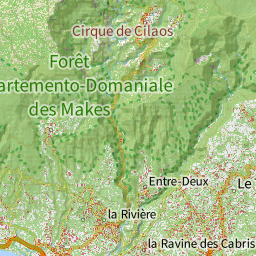 Cirque de Cilaos
Forêt
artemento-Domaniale
des Makes
Entre-Deux
Le
la Rivière
la Ravine des Cabris